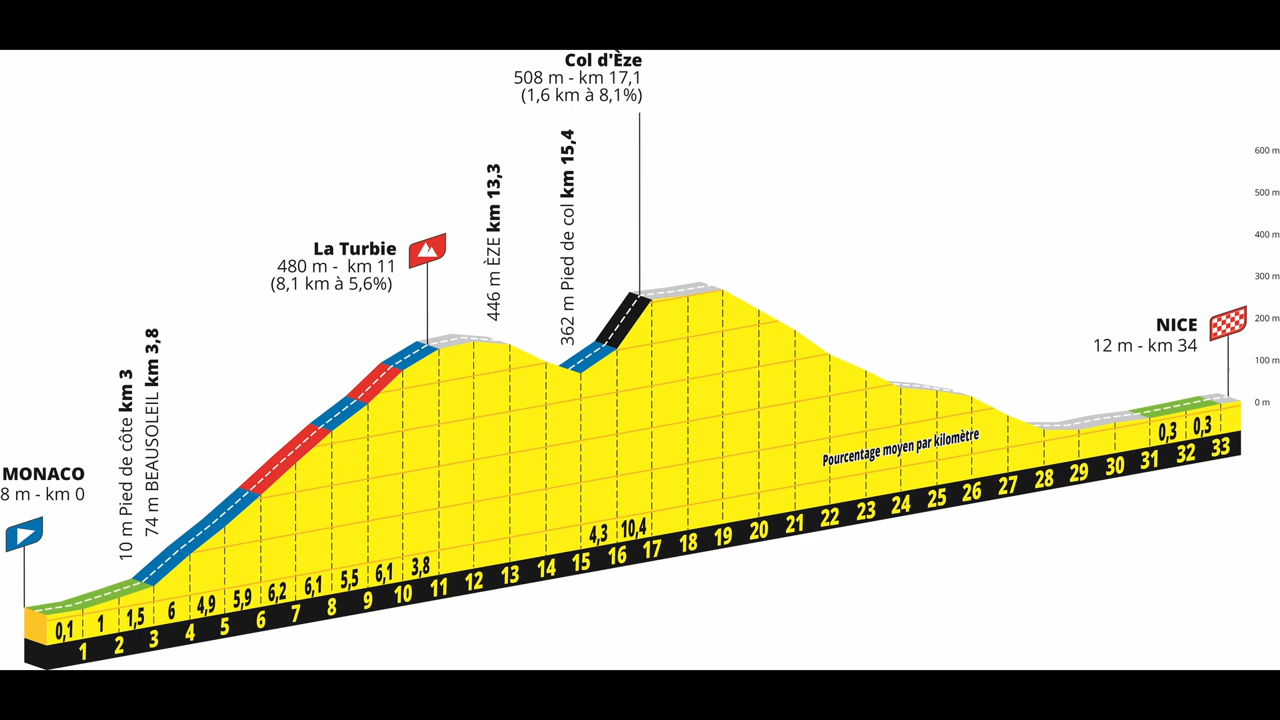 Col d'Èze
508 m - km 17,1
(1,6 km à 8,1%)
600 m
500 m
400 m
300 m
200 m
100 m
0 m
362 m Pied de col km 15,4
446 m ÈZE km 13,3
La Turbie
480 m - km 11
(8,1 km à 5,6%)
NICE
12 m - km 34
74 m BEAUSOLEIL km 3,8
10 m Pied de côte km 3
MONACO
8 m - km 0
Pourcentage moyen par kilomètre
0,1 1 1,5 6 4,9 5,9 6,2 6,1 5,5 6,1 3,8 4,3 10,4 0,3 0,3
1 2 3 4 5 6 7 8 9 10 11 12 13 14 15 16 17 18 19 20 21 22 23 24 25 26 27 28 29 30 31 32 33